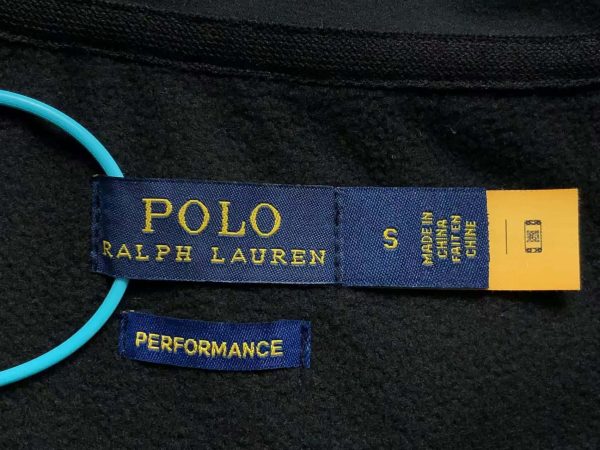 POLO
RALPH LAUREN
S
MADE IN
CHINA
FAIT EN
CHINE
PERFORMANCE